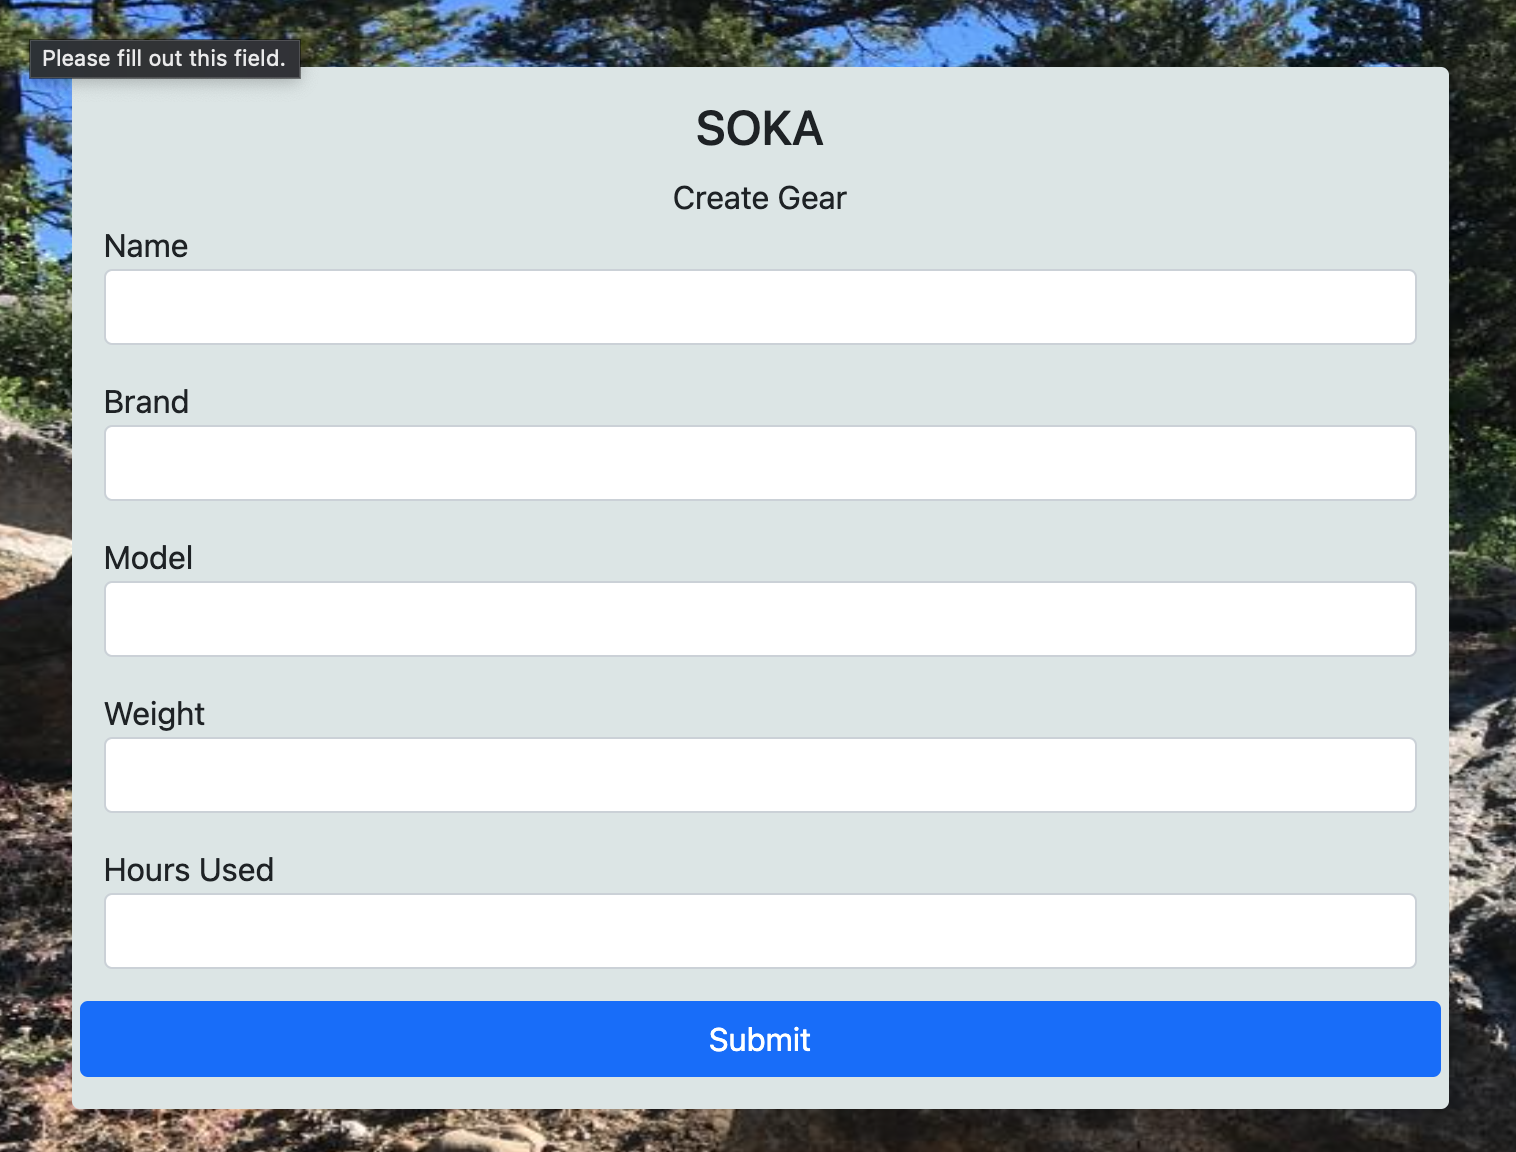 Please fill out this field.
SOKA
Create Gear
Name
Brand
Model
Weight
Hours Used
Submit